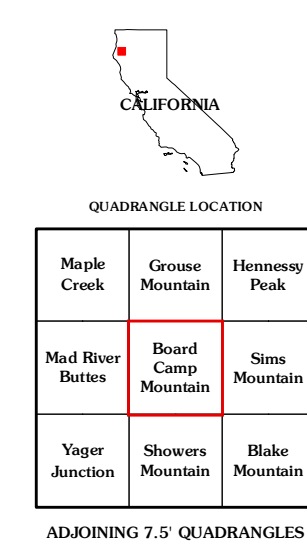 CALIFORNIA
QUADRANGLE LOCATION
Maple
Creek
Grouse
Mountain
Hennessy
Peak
Mad River
Buttes
Board
Camp
Mountain
Sims
Mountain
Yager
Junction
Showers
Mountain
Blake
Mountain
ADJOINING 7.5' QUADRANGLES